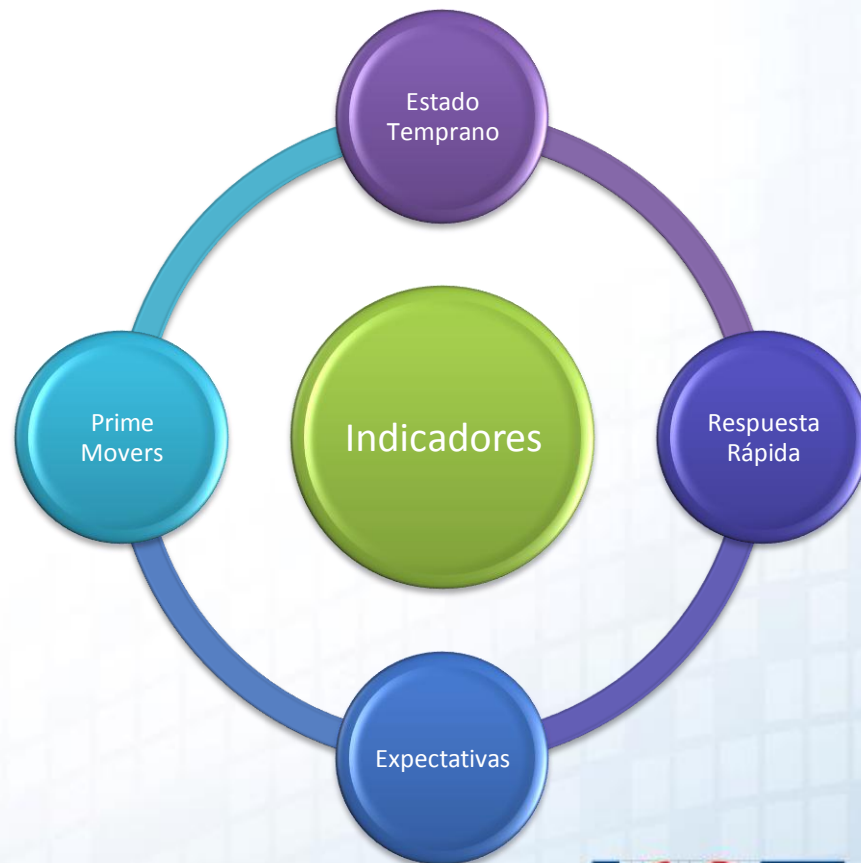 Estado
Temprano
Prime
Movers
Indicadores
Respuesta
Rápida
Expectativas